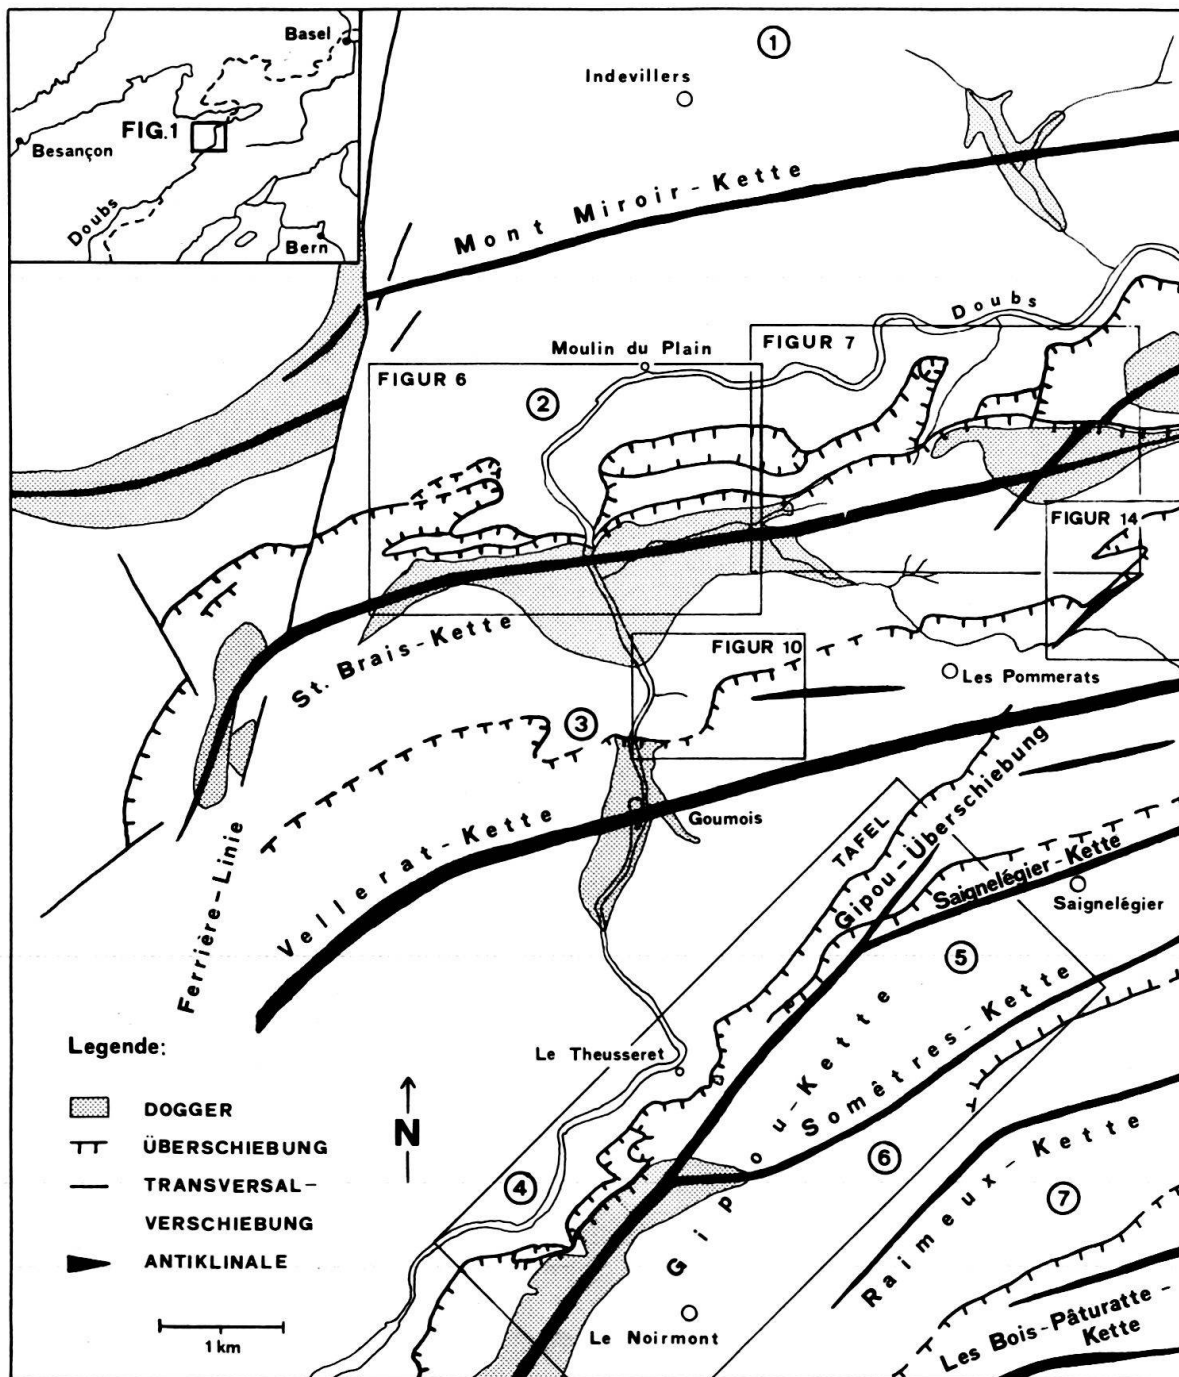 Basel
FIG.1
Besançon
Doubs
Bern
1
Indevillers
Mont Miroir-Kette
Doubs
Moulin du Plain
FIGUR 7
FIGUR 6
2
FIGUR 14
St. Brais-Kette
FIGUR 10
Les Pommerats
3
Goumois
Vellerat-Kette
Ferrière-Linie
TAFEL
Gipou-Überschiebung
Saignelégier-Kette
Saignelégier
5
Le Theusseret
Gipou-Kette
Somêtres-Kette
6
4
Raimeux-Kette
7
Le Noirmont
Les Bois-Pâturatte-
Kette
Legende:
DOGGER
ÜBERSCHIEBUNG
TRANSVERSAL-
VERSCHIEBUNG
ANTIKLINALE
N
1 km